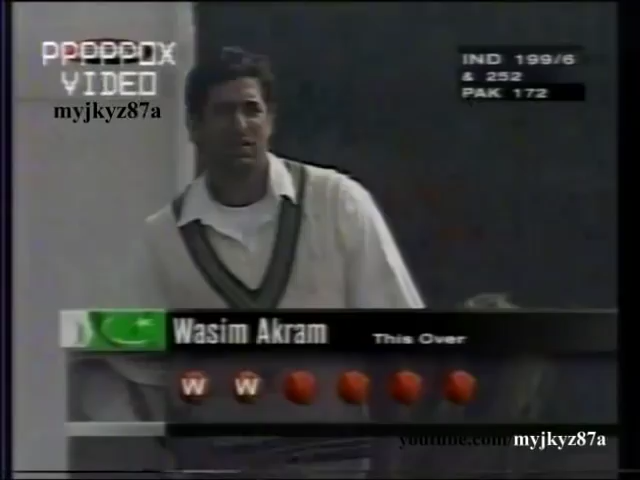 PPPPPOX
VIDEO
myjkyz87a
IND 199/6
& 252
PAK 172
Wasim Akram This Over
W W
youtube.com/myjkyz87a